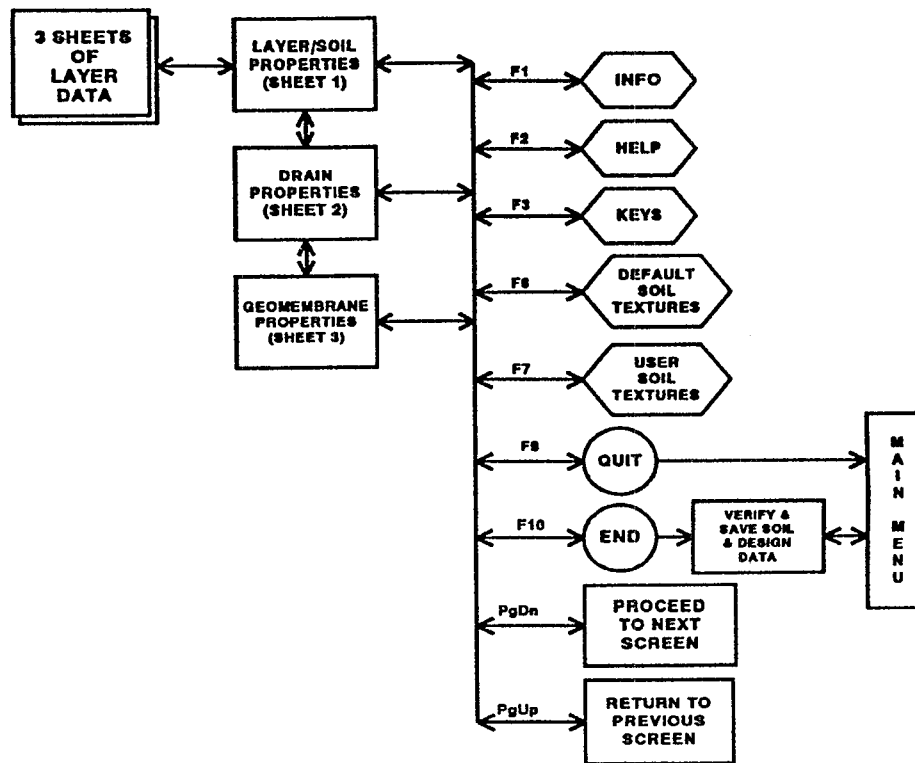 3 SHEETS
OF
LAYER
DATA
LAYER/SOIL
PROPERTIES
(SHEET 1)
DRAIN
PROPERTIES
(SHEET 2)
GEOMEMBRANE
PROPERTIES
(SHEET 3)
F1
INFO
F2
HELP
F3
KEYS
F6
DEFAULT
SOIL
TEXTURES
F7
USER
SOIL
TEXTURES
F9
QUIT
F10
END
VERIFY &
SAVE SOIL
& DESIGN
DATA
MAIN MENU
PgDn
PROCEED
TO NEXT
SCREEN
PgUp
RETURN TO
PREVIOUS
SCREEN